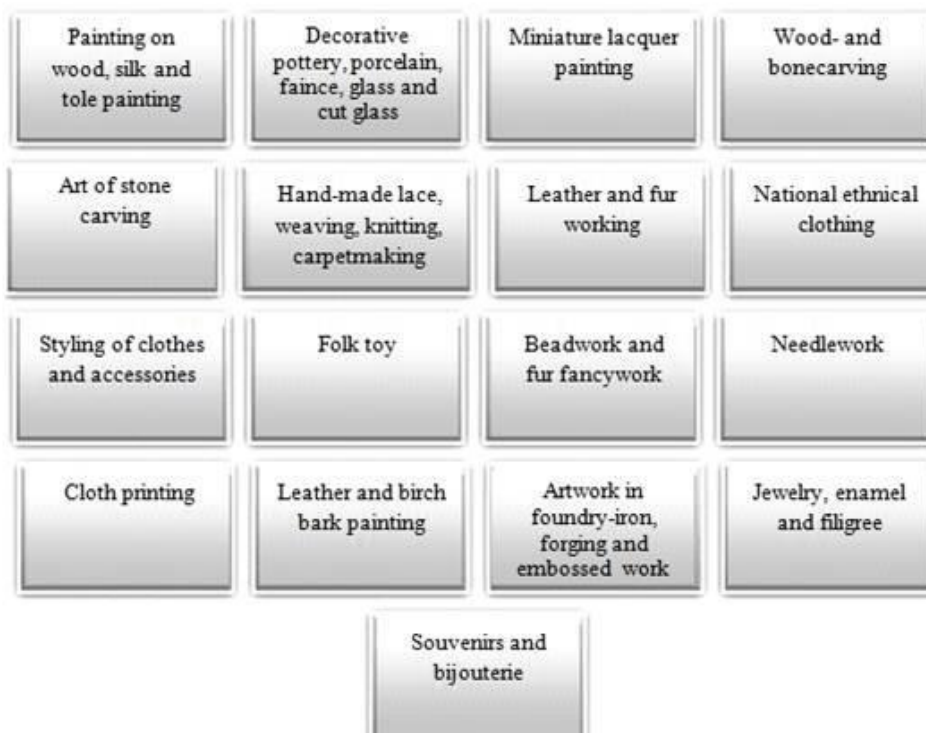 Painting on
wood, silk and
tole painting
Decorative
pottery, porcelain,
faince, glass and
cut glass
Miniature lacquer
painting
Wood- and
bonecarving
Art of stone
carving
Hand-made lace,
weaving, knitting,
carpetmaking
Leather and fur
working
National ethnical
clothing
Styling of clothes
and accessories
Folk toy
Beadwork and
fur fancywork
Needlework
Cloth printing
Leather and birch
bark painting
Artwork in
foundry-iron,
forging and
embossed work
Jewelry, enamel
and filigree
Souvenirs and
bijouterie